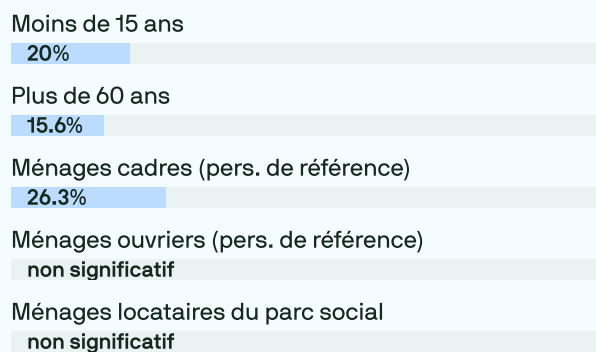 Moins de 15 ans
20%
Plus de 60 ans
15.6%
Ménages cadres (pers. de référence)
26.3%
Ménages ouvriers (pers. de référence)
non significatif
Ménages locataires du parc social
non significatif